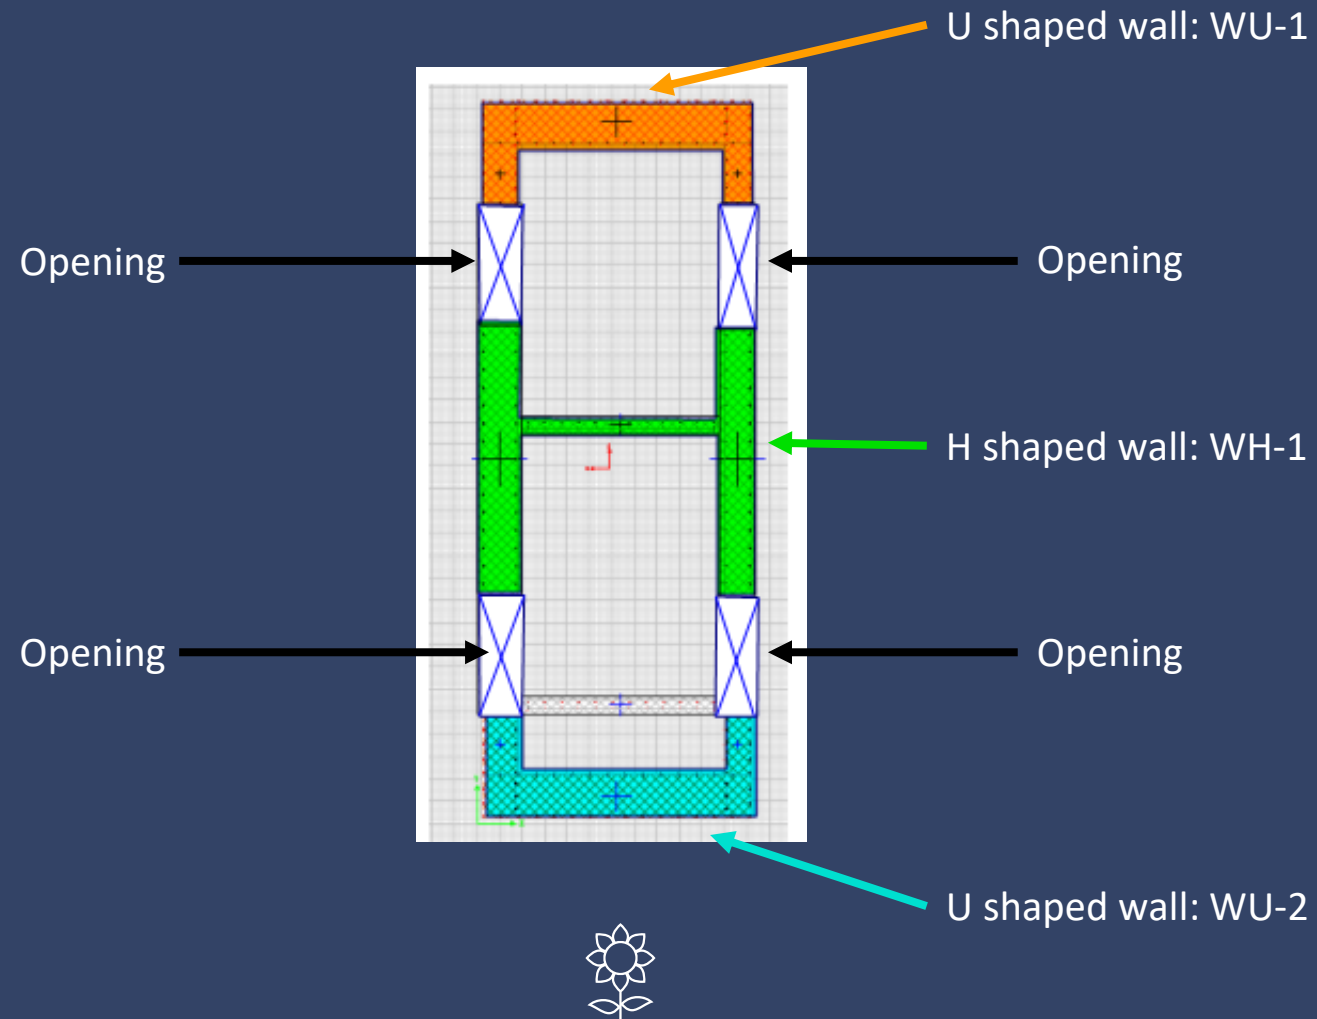 U shaped wall: WU-1
Opening
Opening
H shaped wall: WH-1
Opening
Opening
U shaped wall: WU-2